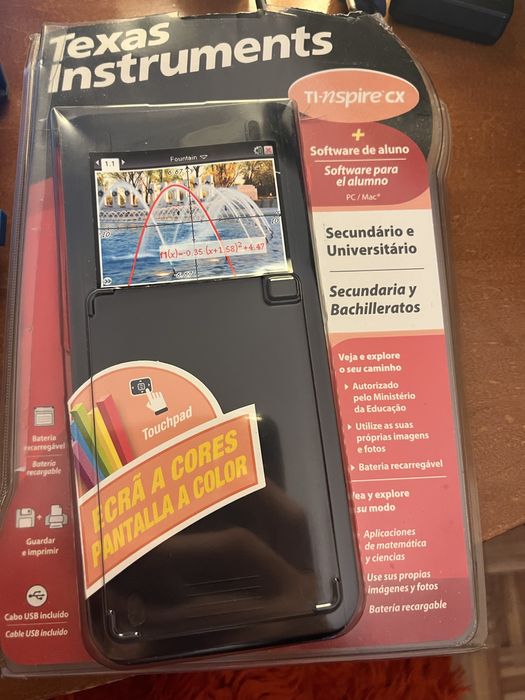 Texas
Instruments
TI-nspire™ CX
+
Software de aluno
Software para
el alumno
PC / Mac®
Secundário e
Universitário
Secundaria y
Bachilleratos
Veja e explore
o seu caminho
Autorizado
pelo Ministério
da Educação
Utilize as suas
próprias imagens
e fotos
Bateria recarregável
Vea y explore
su modo
Aplicaciones
de matemática
y ciencias
Use sus propias
imágenes y fotos
Batería recargable
1.1
Fountain
6.67
f1(x)=-0.35·(x+1.58)²+4.47
Touchpad
ECRÃ A CORES
PANTALLA A COLOR
Bateria
recarregável
Batería
recargable
Guardar
e imprimir
Cabo USB incluído
Cable USB incluido